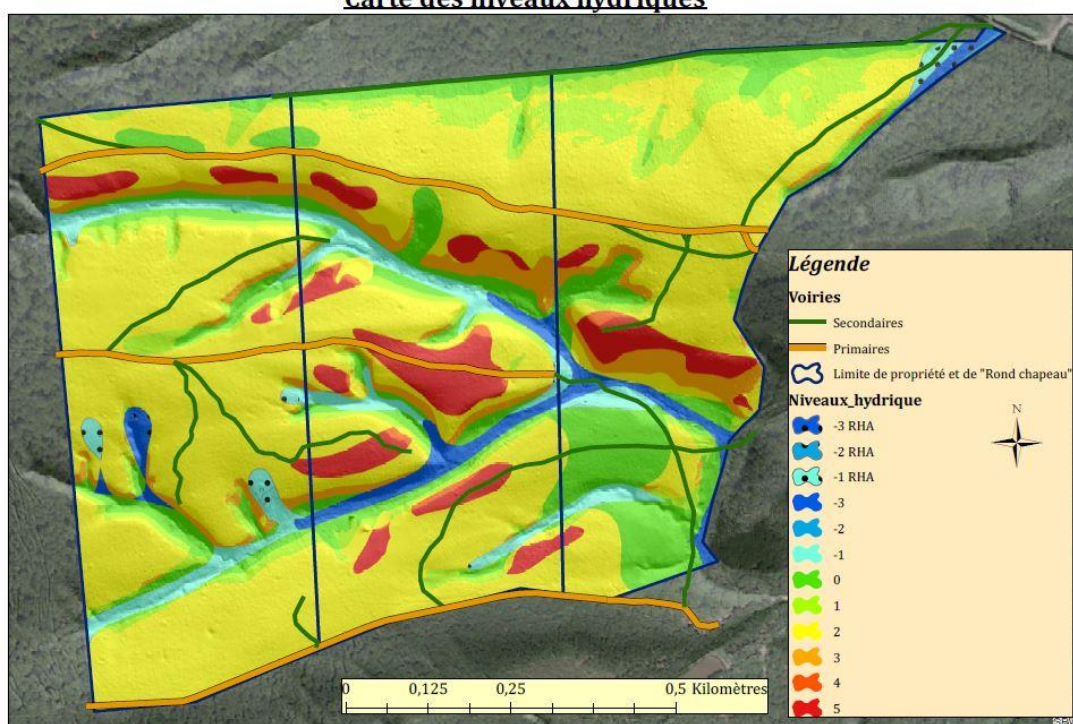 Carte des niveaux hydriques
Légende
Voiries
Secondaires
Primaires
Limite de propriété et de "Rond chapeau"
Niveaux_hydrique
-3 RHA
-2 RHA
-1 RHA
-3
-2
-1
0
1
2
3
4
5
N
0 0,125 0,25 0,5 Kilomètres